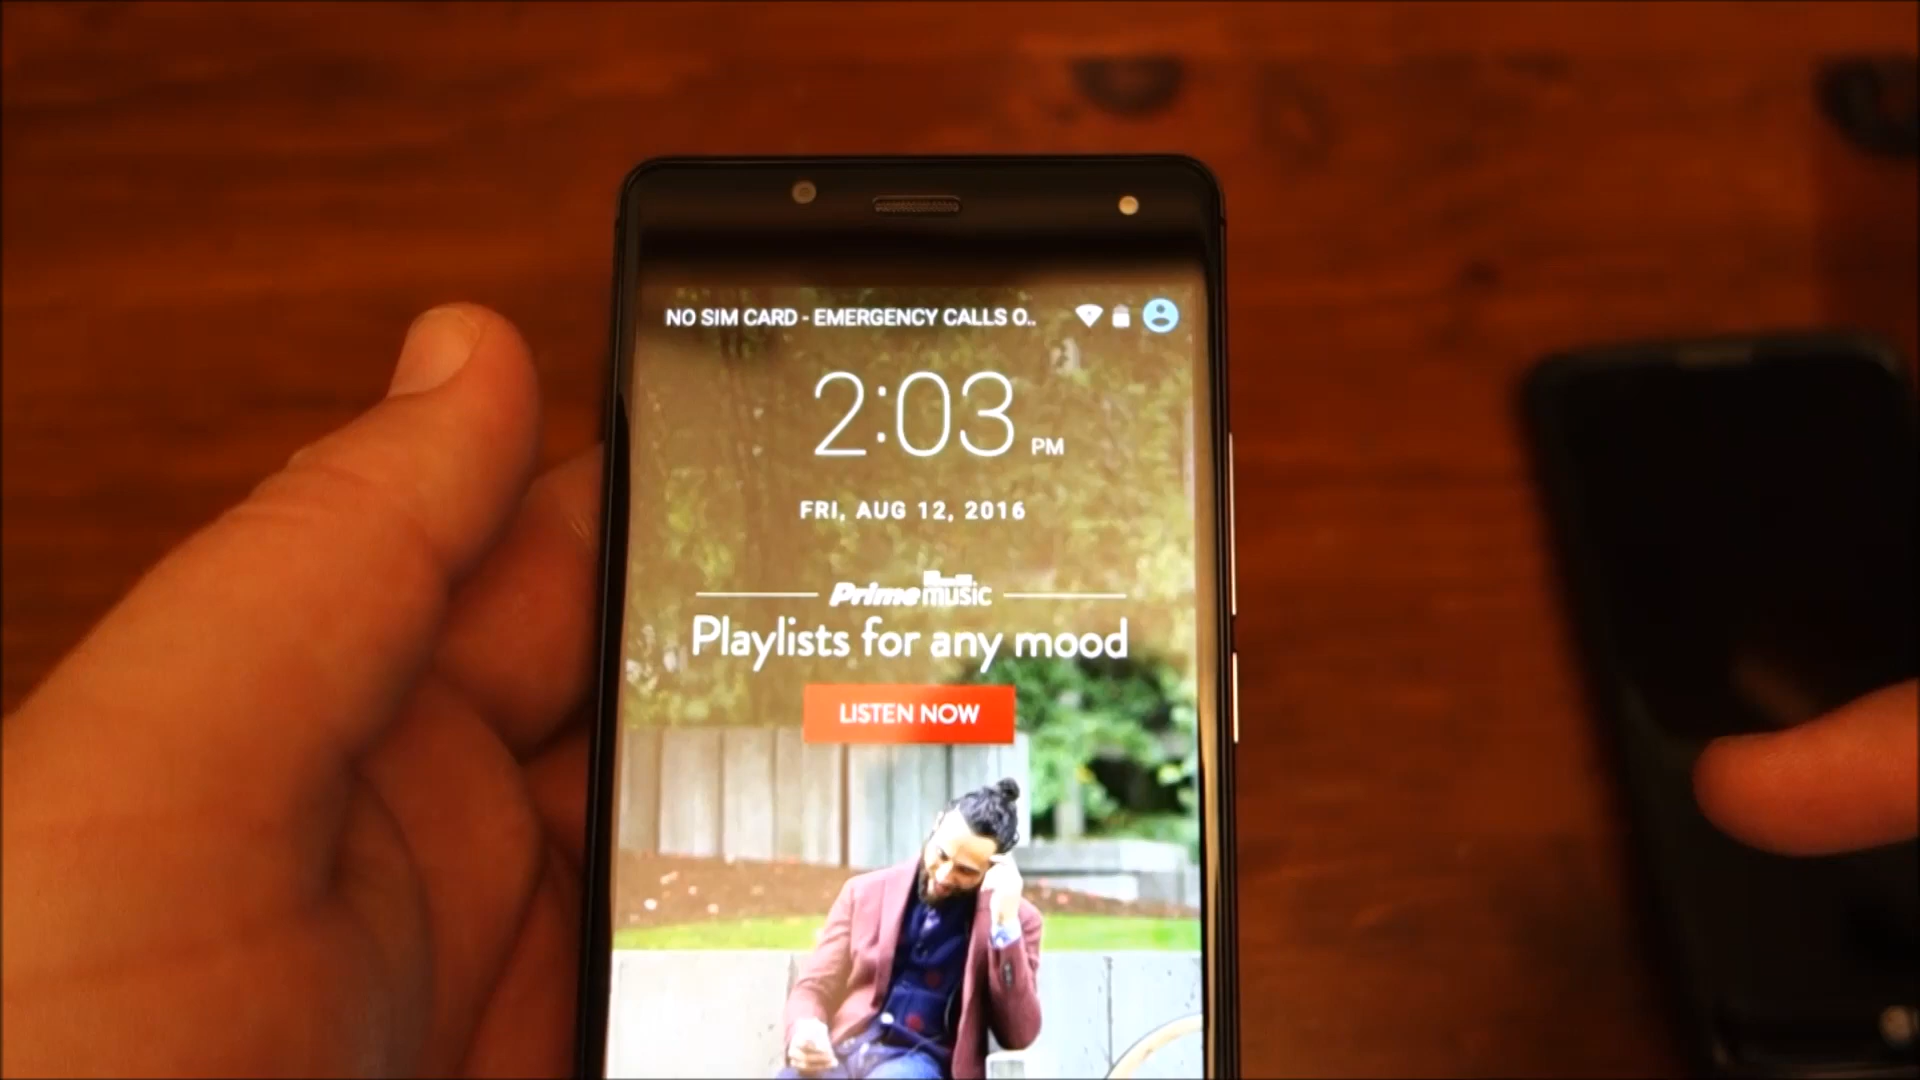 NO SIM CARD - EMERGENCY CALLS O..
2:03 PM
FRI, AUG 12, 2016
Prime music
Playlists for any mood
LISTEN NOW